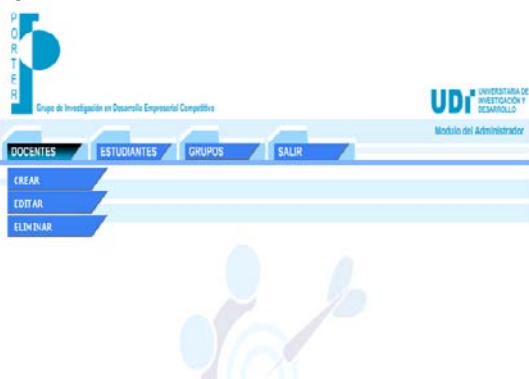 PORTER
Grupo de Investigación en Desarrollo Empresarial Competitivo
UDI UNIVERSITARIA DE
INVESTIGACIÓN Y
DESARROLLO
Modulo del Administrador
DOCENTES ESTUDIANTES GRUPOS SALIR
CREAR
EDITAR
ELIMINAR